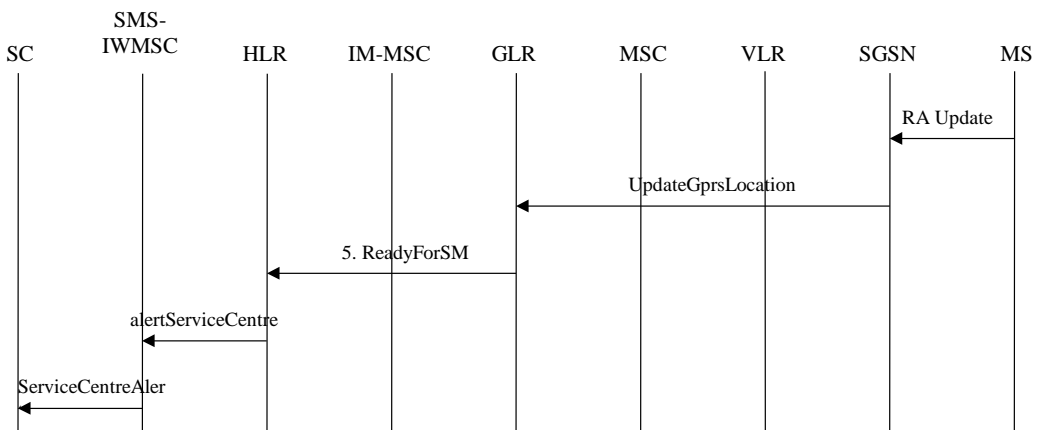 SMS-
IWMSC
SC HLR IM-MSC GLR MSC VLR SGSN MS
RA Update
UpdateGprsLocation
5. ReadyForSM
alertServiceCentre
ServiceCentreAler